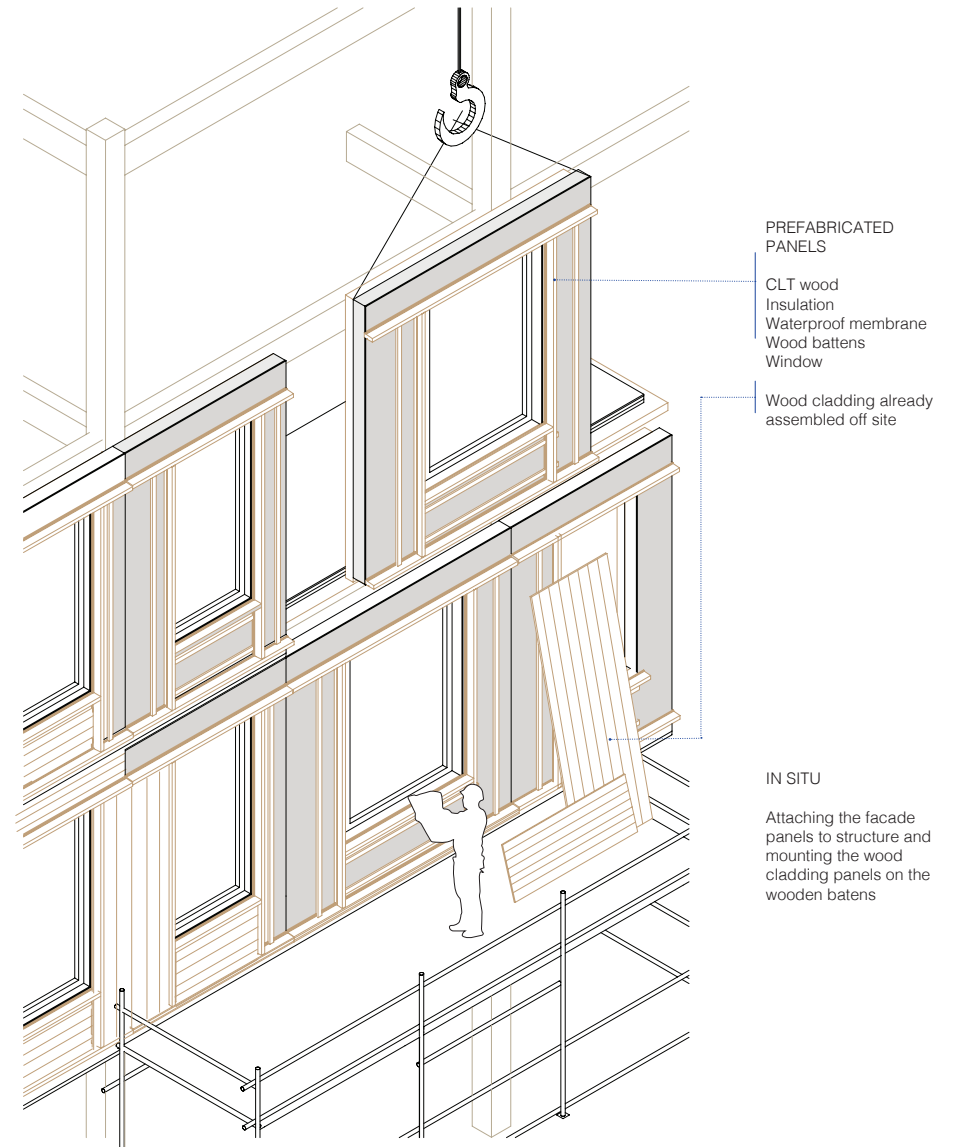 PREFABRICATED
PANELS
CLT wood
Insulation
Waterproof membrane
Wood battens
Window
Wood cladding already
assembled off site
IN SITU
Attaching the facade
panels to structure and
mounting the wood
cladding panels on the
wooden batens